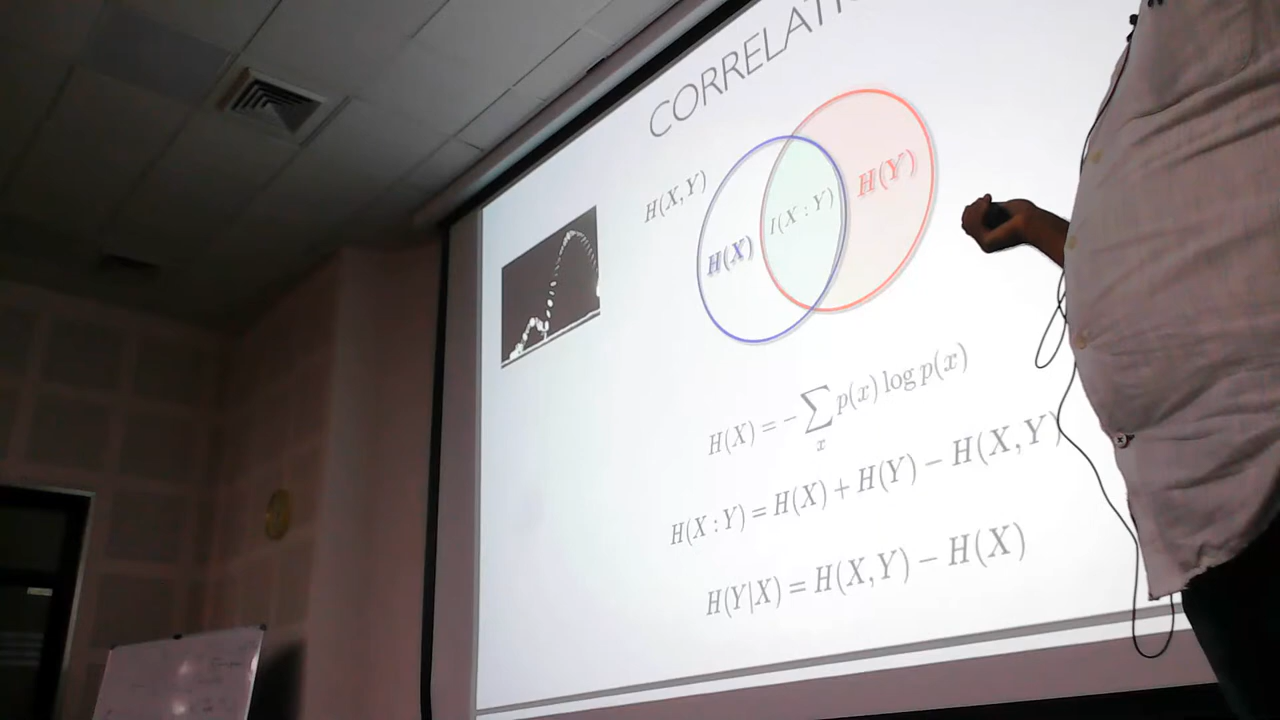 CORRELATI
H(X,Y)
H(X)
I(X : Y)
H(Y)
H(X) = − ∑ₓ p(x) log p(x)
H(X : Y) = H(X) + H(Y) − H(X,Y)
H(Y|X) = H(X,Y) − H(X)